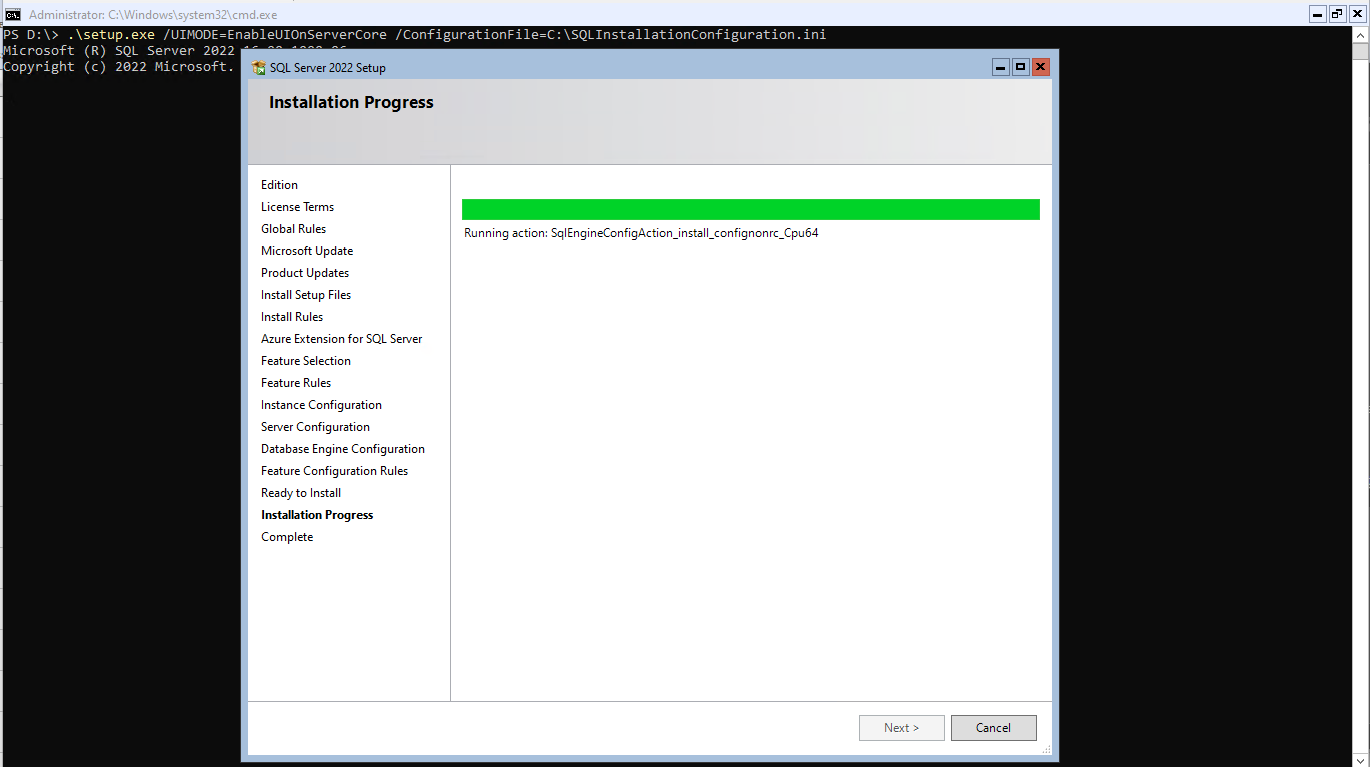 Administrator: C:\Windows\system32\cmd.exe
PS D:\> .\setup.exe /UIMODE=EnableUIOnServerCore /ConfigurationFile=C:\SQLInstallationConfiguration.ini
Microsoft (R) SQL Server 2022
Copyright (c) 2022 Microsoft.
SQL Server 2022 Setup
Installation Progress
Edition
License Terms
Global Rules
Microsoft Update
Product Updates
Install Setup Files
Install Rules
Azure Extension for SQL Server
Feature Selection
Feature Rules
Instance Configuration
Server Configuration
Database Engine Configuration
Feature Configuration Rules
Ready to Install
Installation Progress
Complete
Running action: SqlEngineConfigAction_install_confignonrc_Cpu64
Next >
Cancel